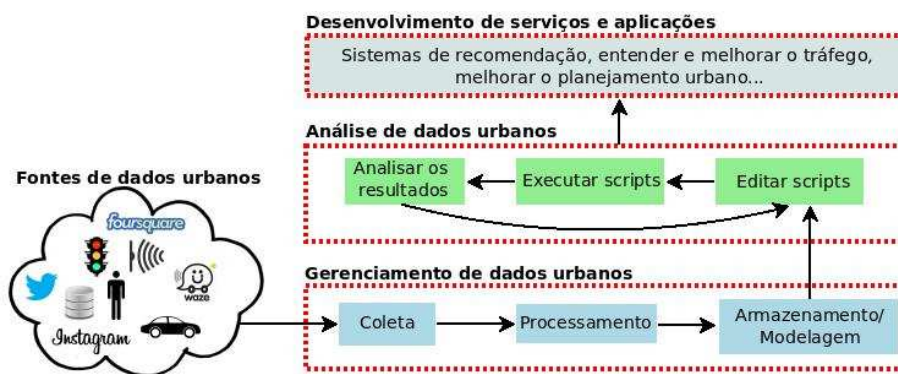 Desenvolvimento de serviços e aplicações
Sistemas de recomendação, entender e melhorar o tráfego,
melhorar o planejamento urbano...
Análise de dados urbanos
Analisar os
resultados
Executar scripts
Editar scripts
Fontes de dados urbanos
foursquare
waze
Instagram
Gerenciamento de dados urbanos
Coleta
Processamento
Armazenamento/
Modelagem